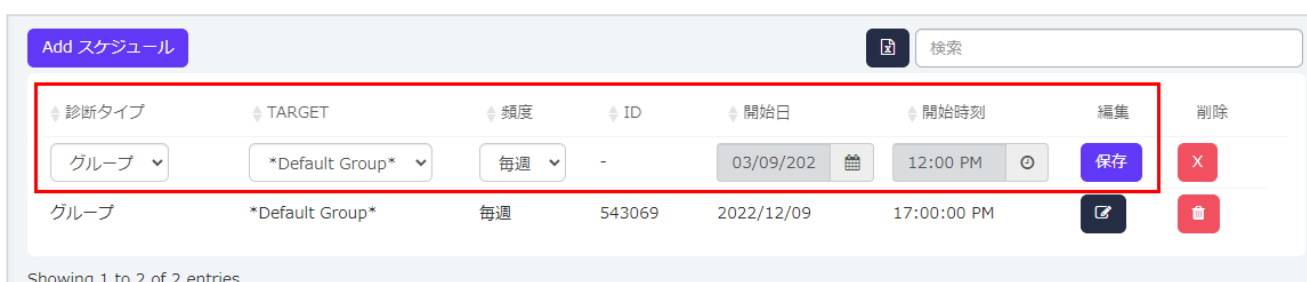 Add スケジュール 検索
診断タイプ TARGET 頻度 ID 開始日 開始時刻 編集 削除
グループ *Default Group* 毎週 - 03/09/202 12:00 PM 保存 X
グループ *Default Group* 毎週 543069 2022/12/09 17:00:00 PM
Showing 1 to 2 of 2 entries